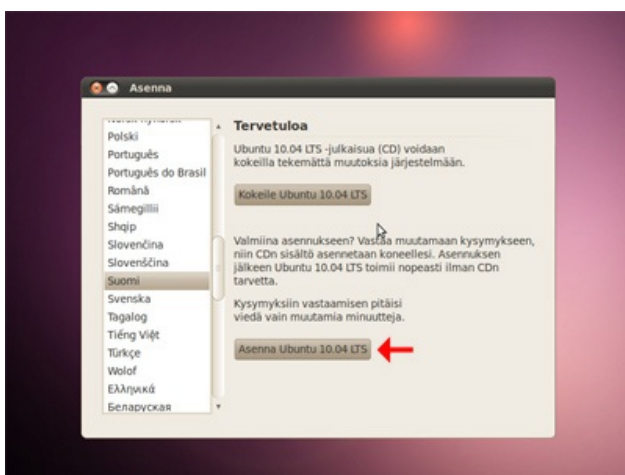 Asenna
Polski
Português
Português do Brasil
Română
Sámegillii
Shqip
Slovenčina
Slovenščina
Suomi
Svenska
Tagalog
Tiếng Việt
Türkçe
Wolof
Ελληνικά
Беларуская
Tervetuloa
Ubuntu 10.04 LTS -julkaisua (CD) voidaan
kokeilla tekemättä muutoksia järjestelmään.
Kokeile Ubuntu 10.04 LTS
Valmiina asennukseen? Vastaa muutamaan kysymykseen,
niin CDn sisältö asennetaan koneellesi. Asennuksen
jälkeen Ubuntu 10.04 LTS toimii nopeasti ilman CDn
tarvetta.
Kysymyksiin vastaamisen pitäisi
viedä vain muutamia minuutteja.
Asenna Ubuntu 10.04 LTS